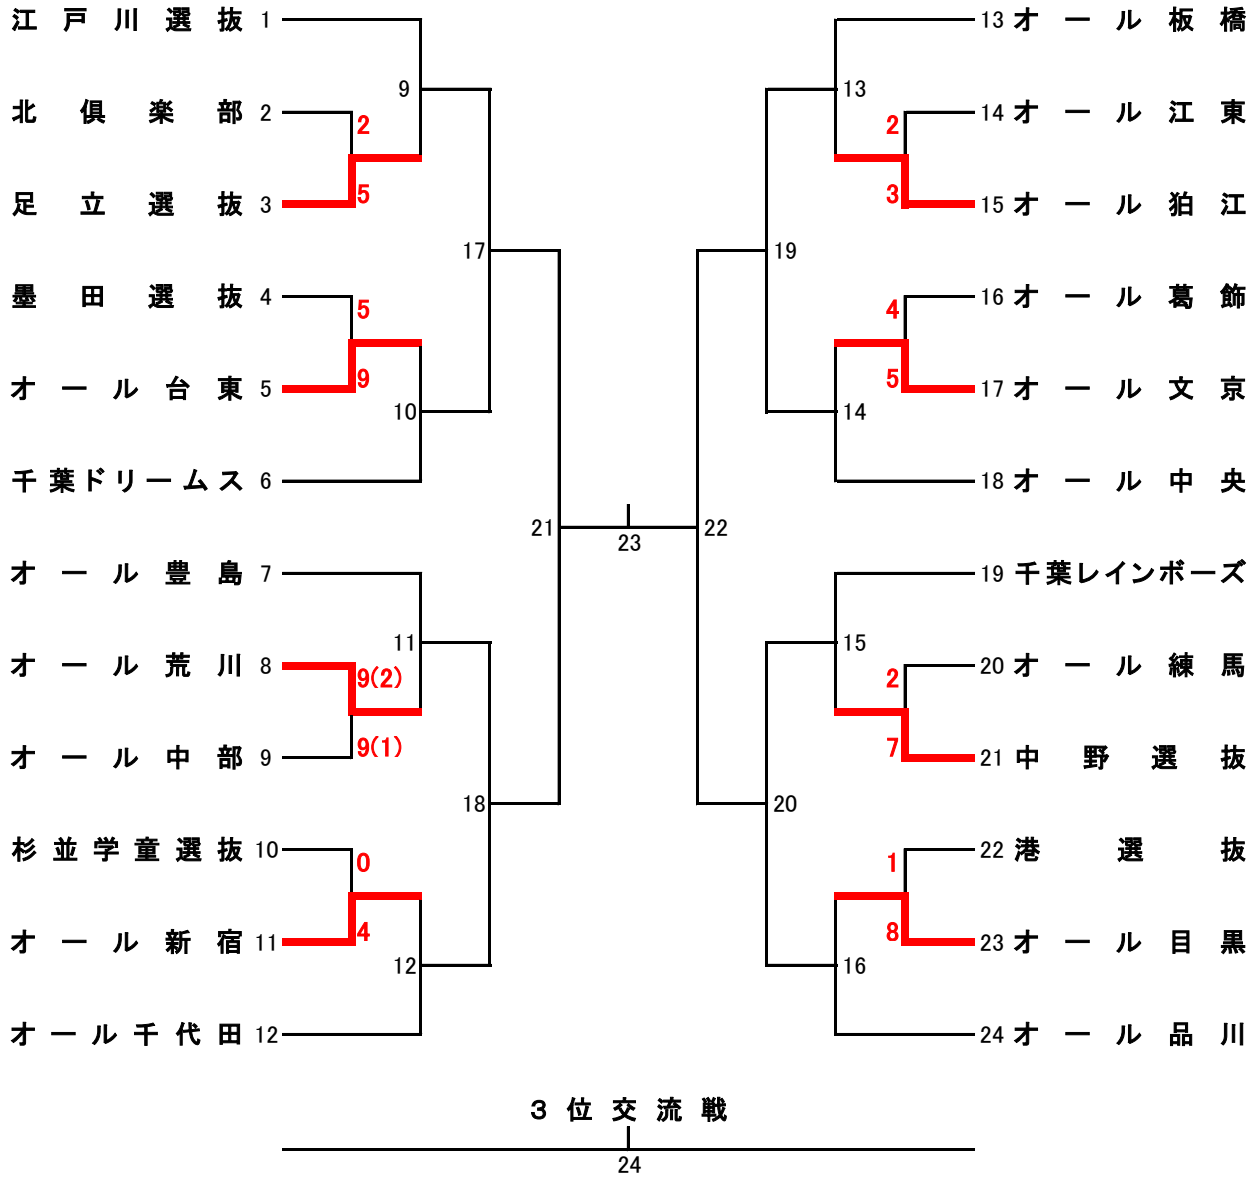 江戸川選抜 1
13 オール板橋
9
13
北倶楽部 2
2
2
14 オール江東
足立選抜 3
5
3
15 オール狛江
17
19
墨田選抜 4
5
4
16 オール葛飾
オール台東 5
9
5
17 オール文京
10
14
千葉ドリームス 6
18 オール中央
21
23
22
オール豊島 7
19 千葉レインボーズ
11
15
オール荒川 8
9(2)
2
20 オール練馬
オール中部 9
9(1)
7
21 中野選抜
18
20
杉並学童選抜 10
0
1
22 港選抜
オール新宿 11
4
8
23 オール目黒
12
16
オール千代田 12
24 オール品川
3位交流戦
24